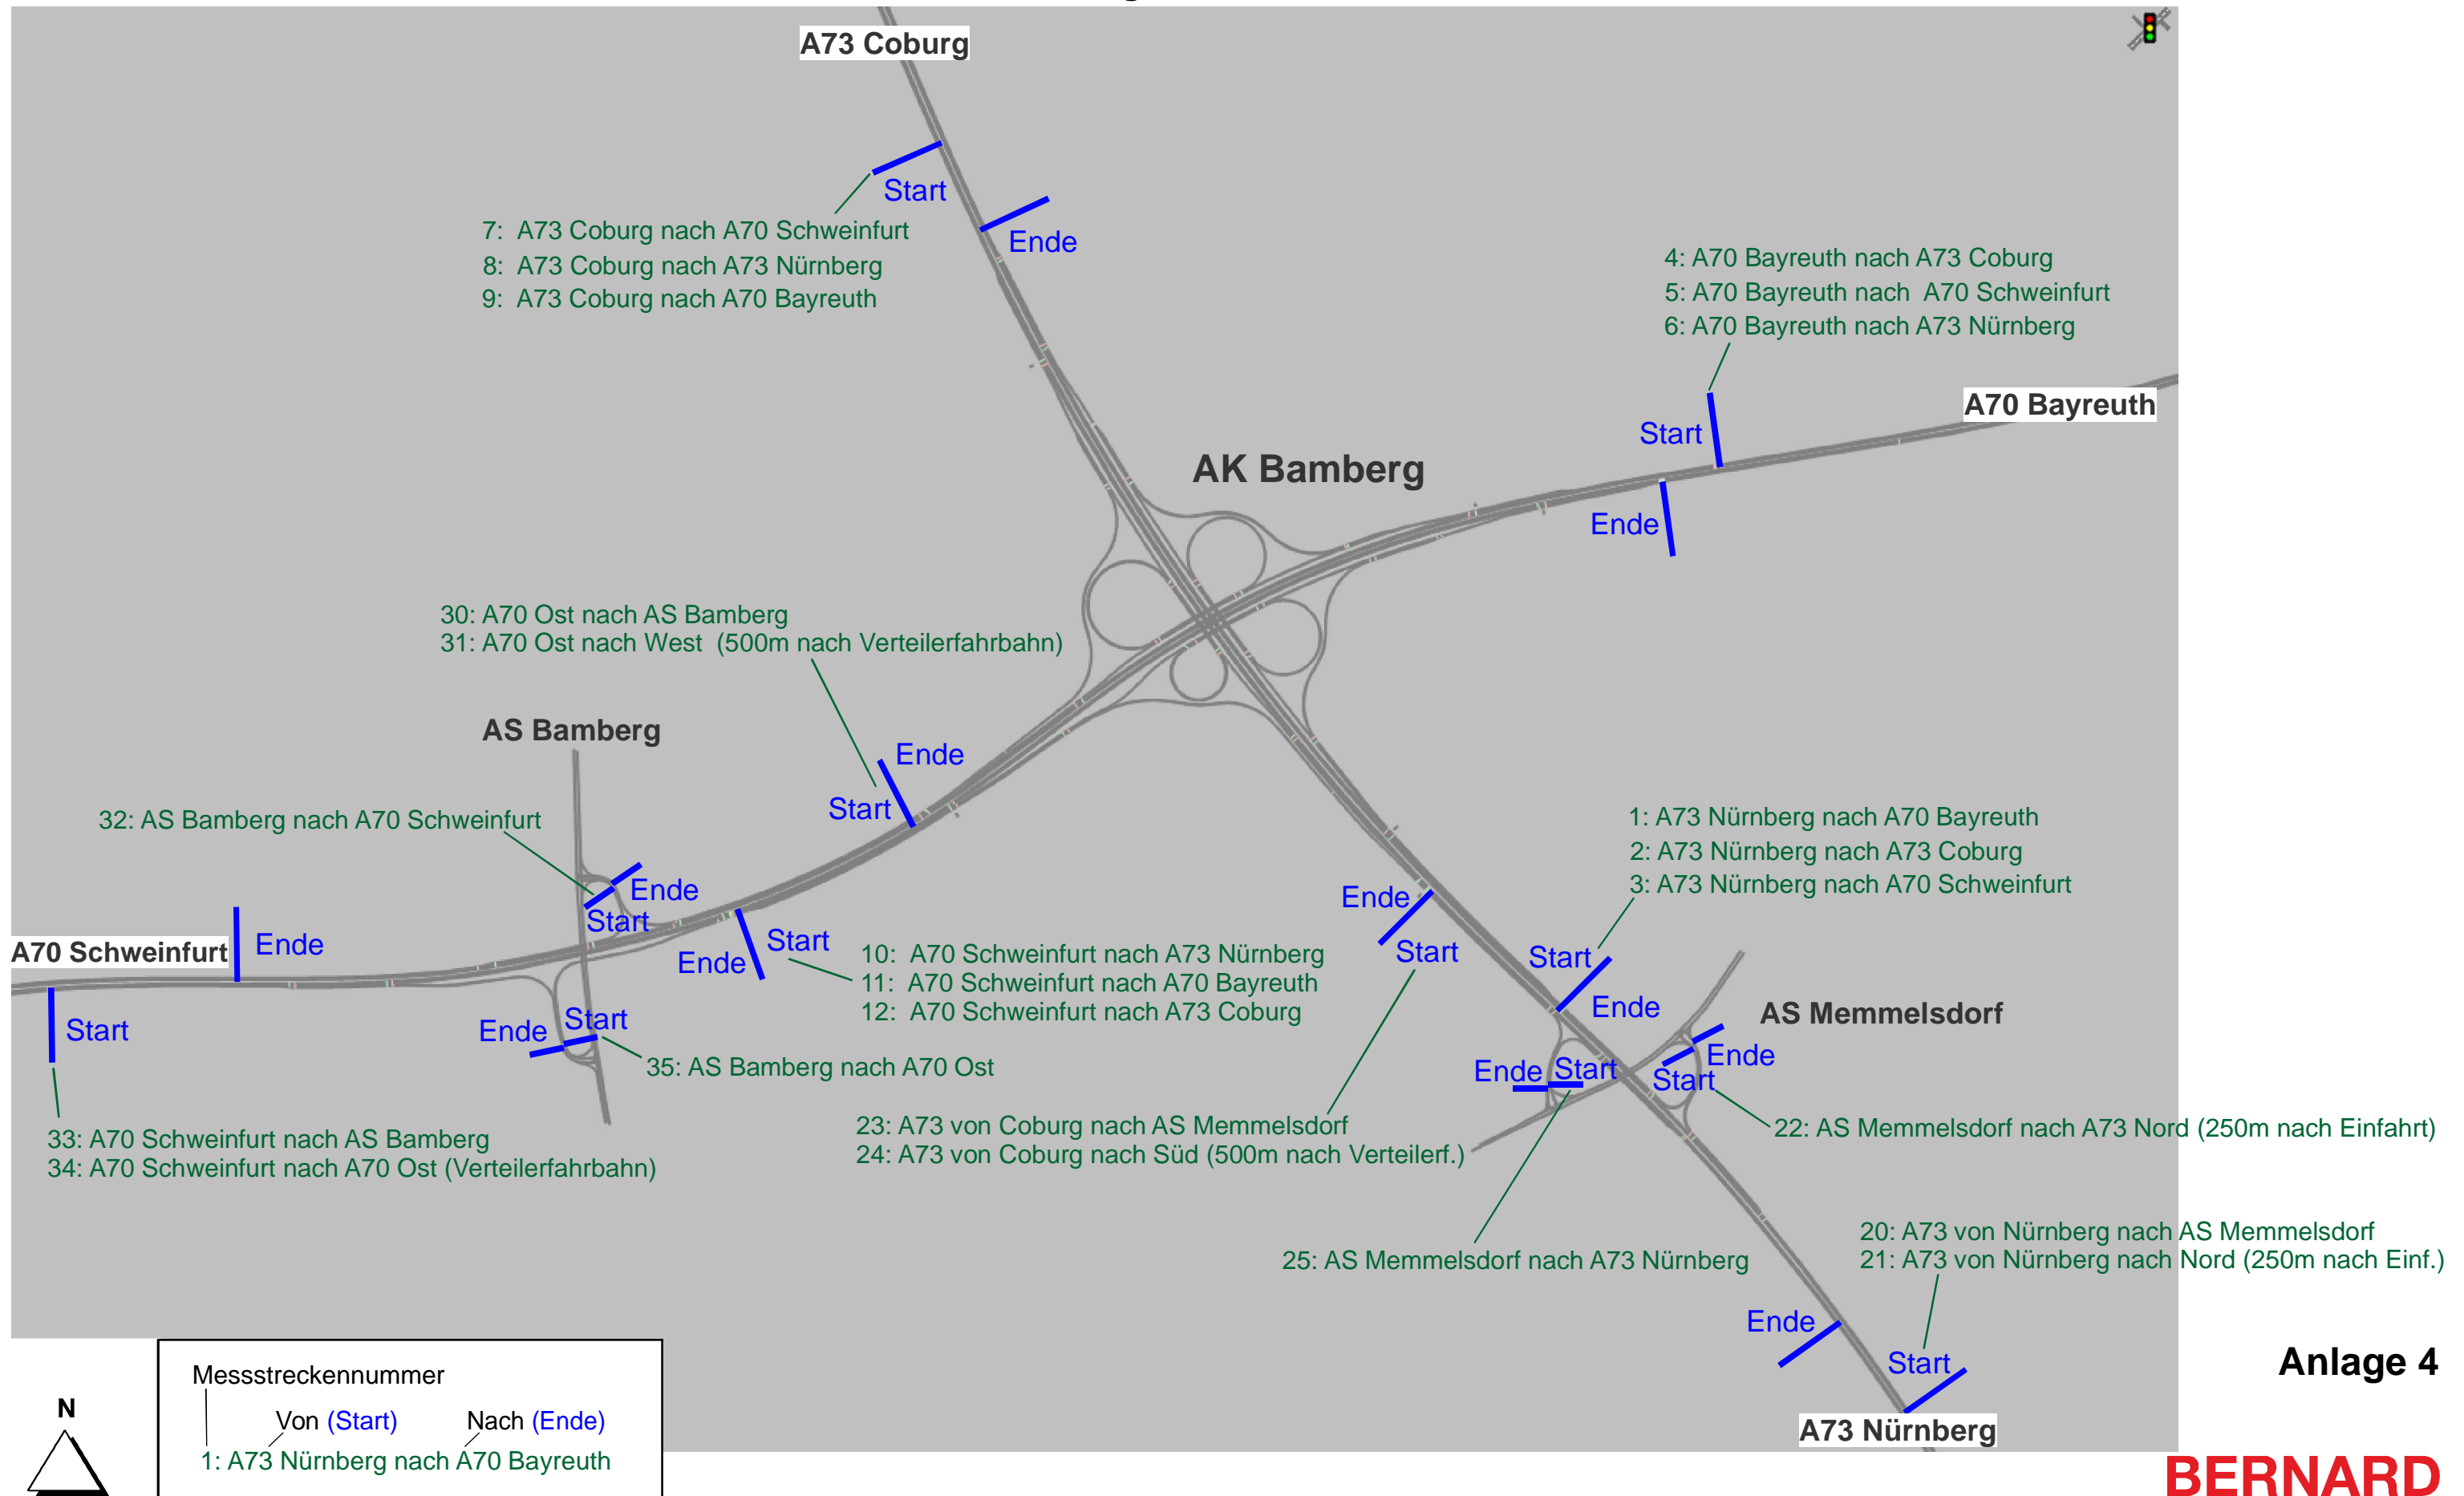 A73 Coburg
Start
Ende
7: A73 Coburg nach A70 Schweinfurt
8: A73 Coburg nach A73 Nürnberg
9: A73 Coburg nach A70 Bayreuth
4: A70 Bayreuth nach A73 Coburg
5: A70 Bayreuth nach A70 Schweinfurt
6: A70 Bayreuth nach A73 Nürnberg
A70 Bayreuth
Start
Ende
AK Bamberg
30: A70 Ost nach AS Bamberg
31: A70 Ost nach West (500m nach Verteilerfahrbahn)
AS Bamberg
Ende
Start
32: AS Bamberg nach A70 Schweinfurt
Ende
Start
A70 Schweinfurt
Ende
Start
Start
Ende
10: A70 Schweinfurt nach A73 Nürnberg
11: A70 Schweinfurt nach A70 Bayreuth
12: A70 Schweinfurt nach A73 Coburg
Ende
Start
35: AS Bamberg nach A70 Ost
33: A70 Schweinfurt nach AS Bamberg
34: A70 Schweinfurt nach A70 Ost (Verteilerfahrbahn)
1: A73 Nürnberg nach A70 Bayreuth
2: A73 Nürnberg nach A73 Coburg
3: A73 Nürnberg nach A70 Schweinfurt
Ende
Start
Start
Ende
AS Memmelsdorf
Ende
Start
Ende
Start
22: AS Memmelsdorf nach A73 Nord (250m nach Einfahrt)
23: A73 von Coburg nach AS Memmelsdorf
24: A73 von Coburg nach Süd (500m nach Verteilerf.)
25: AS Memmelsdorf nach A73 Nürnberg
20: A73 von Nürnberg nach AS Memmelsdorf
21: A73 von Nürnberg nach Nord (250m nach Einf.)
Ende
Start
A73 Nürnberg
Anlage 4
N
Messstreckennummer
Von (Start) Nach (Ende)
1: A73 Nürnberg nach A70 Bayreuth
BERNARD